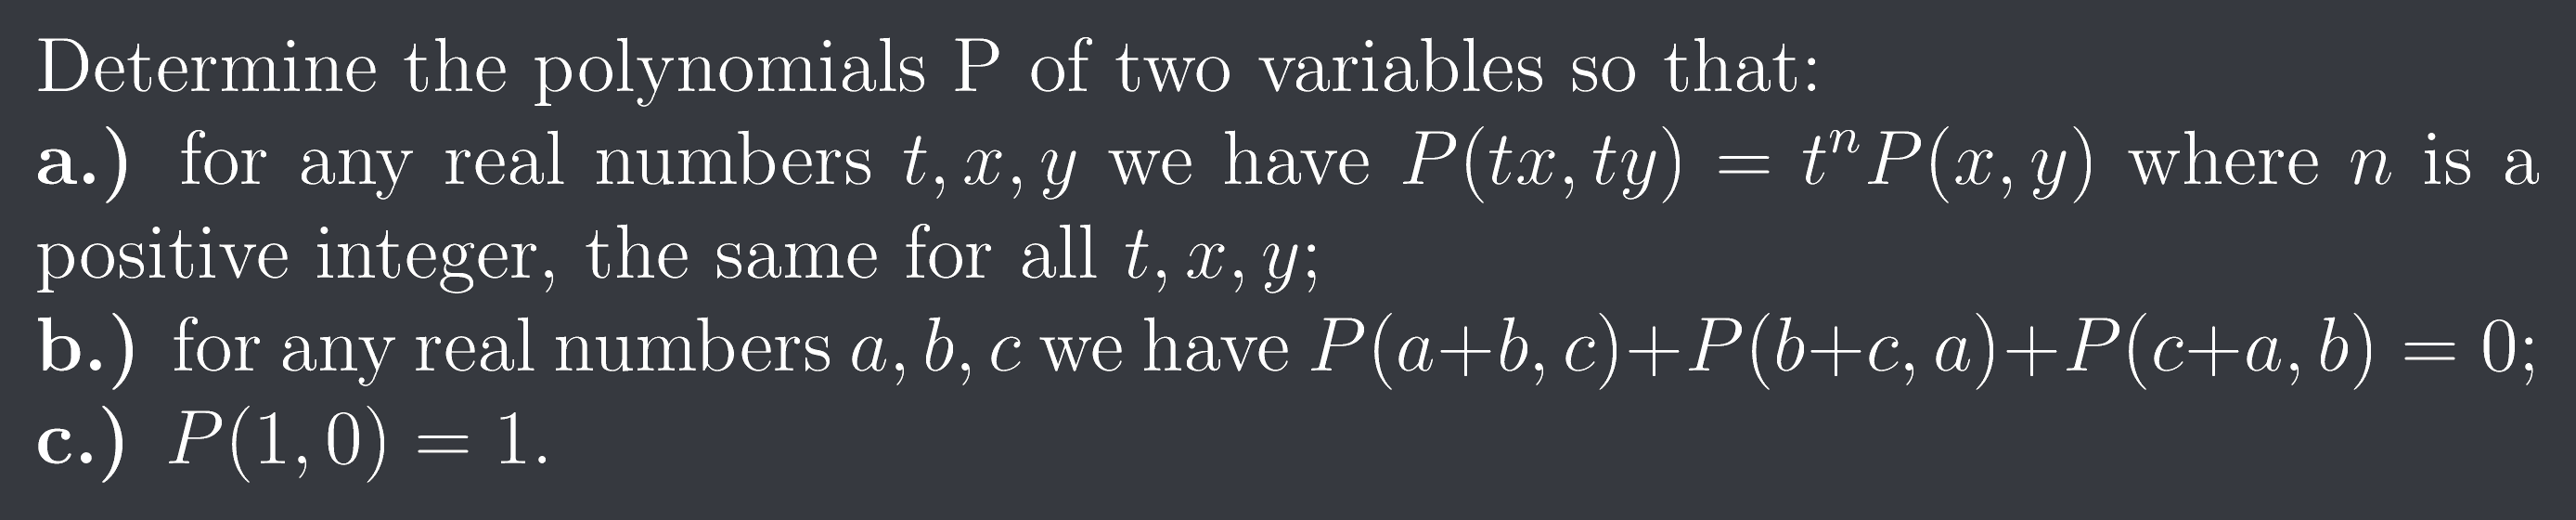 Determine the polynomials P of two variables so that:
a.) for any real numbers t, x, y we have P(tx, ty) = tⁿP(x, y) where n is a
positive integer, the same for all t, x, y;
b.) for any real numbers a, b, c we have P(a+b, c)+P(b+c, a)+P(c+a, b) = 0;
c.) P(1, 0) = 1.